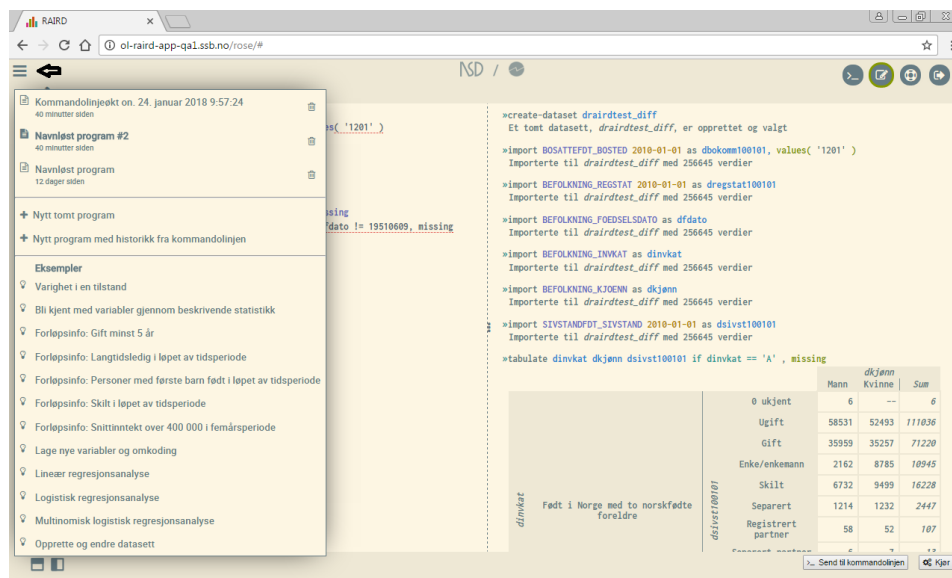 RAIRD
ol-raird-app-qa1.ssb.no/rose/#
NSD /
Kommandolinjeøkt on. 24. januar 2018 9:57:24
40 minutter siden
Navnløst program #2
40 minutter siden
Navnløst program
12 dager siden
Nytt tomt program
Nytt program med historikk fra kommandolinjen
Eksempler
Varighet i en tilstand
Bli kjent med variabler gjennom beskrivende statistikk
Forløpsinfo: Gift minst 5 år
Forløpsinfo: Langtidsledig i løpet av tidsperiode
Forløpsinfo: Personer med første barn født i løpet av tidsperiode
Forløpsinfo: Skilt i løpet av tidsperiode
Forløpsinfo: Snittinntekt over 400 000 i femårsperiode
Lage nye variabler og omkoding
Lineær regresjonsanalyse
Logistisk regresjonsanalyse
Multinomisk logistisk regresjonsanalyse
Opprette og endre datasett
es( '1201' )
ssing
fdato != 19510609, missing
»create-dataset drairdtest_diff
Et tomt datasett, drairdtest_diff, er opprettet og valgt
»import BOSATTEFDT_BOSTED 2010-01-01 as dbokomm100101, values( '1201' )
Importerte til drairdtest_diff med 256645 verdier
»import BEFOLKNING_REGSTAT 2010-01-01 as dregstat100101
Importerte til drairdtest_diff med 256645 verdier
»import BEFOLKNING_FOEDSELSDATO as dfdato
Importerte til drairdtest_diff med 256645 verdier
»import BEFOLKNING_INVKAT as dinvkat
Importerte til drairdtest_diff med 256645 verdier
»import BEFOLKNING_KJOENN as dkjønn
Importerte til drairdtest_diff med 256645 verdier
»import SIVSTANDFDT_SIVSTAND 2010-01-01 as dsivst100101
Importerte til drairdtest_diff med 256645 verdier
»tabulate dinvkat dkjønn dsivst100101 if dinvkat == 'A' , missing
dkjønn
Mann Kvinne Sum
0 ukjent 6 -- 6
Ugift 58531 52493 111036
Gift 35959 35257 71220
Enke/enkemann 2162 8785 10945
Skilt 6732 9499 16228
dinvkat
Født i Norge med to norskfødte
foreldre
dsivst100101
Separert 1214 1232 2447
Registrert
partner 58 52 107
Separert partner 6 7 13
>_ Send til kommandolinjen
Kjør